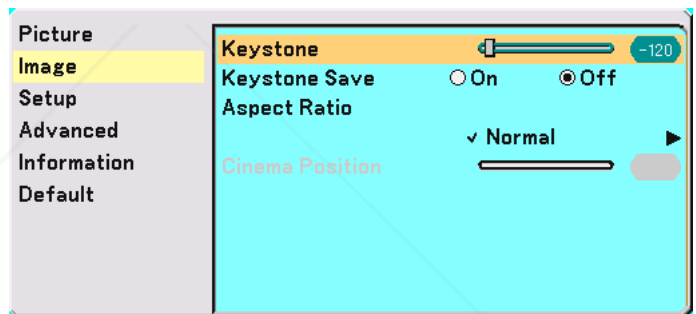 Picture
Image
Setup
Advanced
Information
Default
Keystone -120
Keystone Save On Off
Aspect Ratio
Normal
Cinema Position